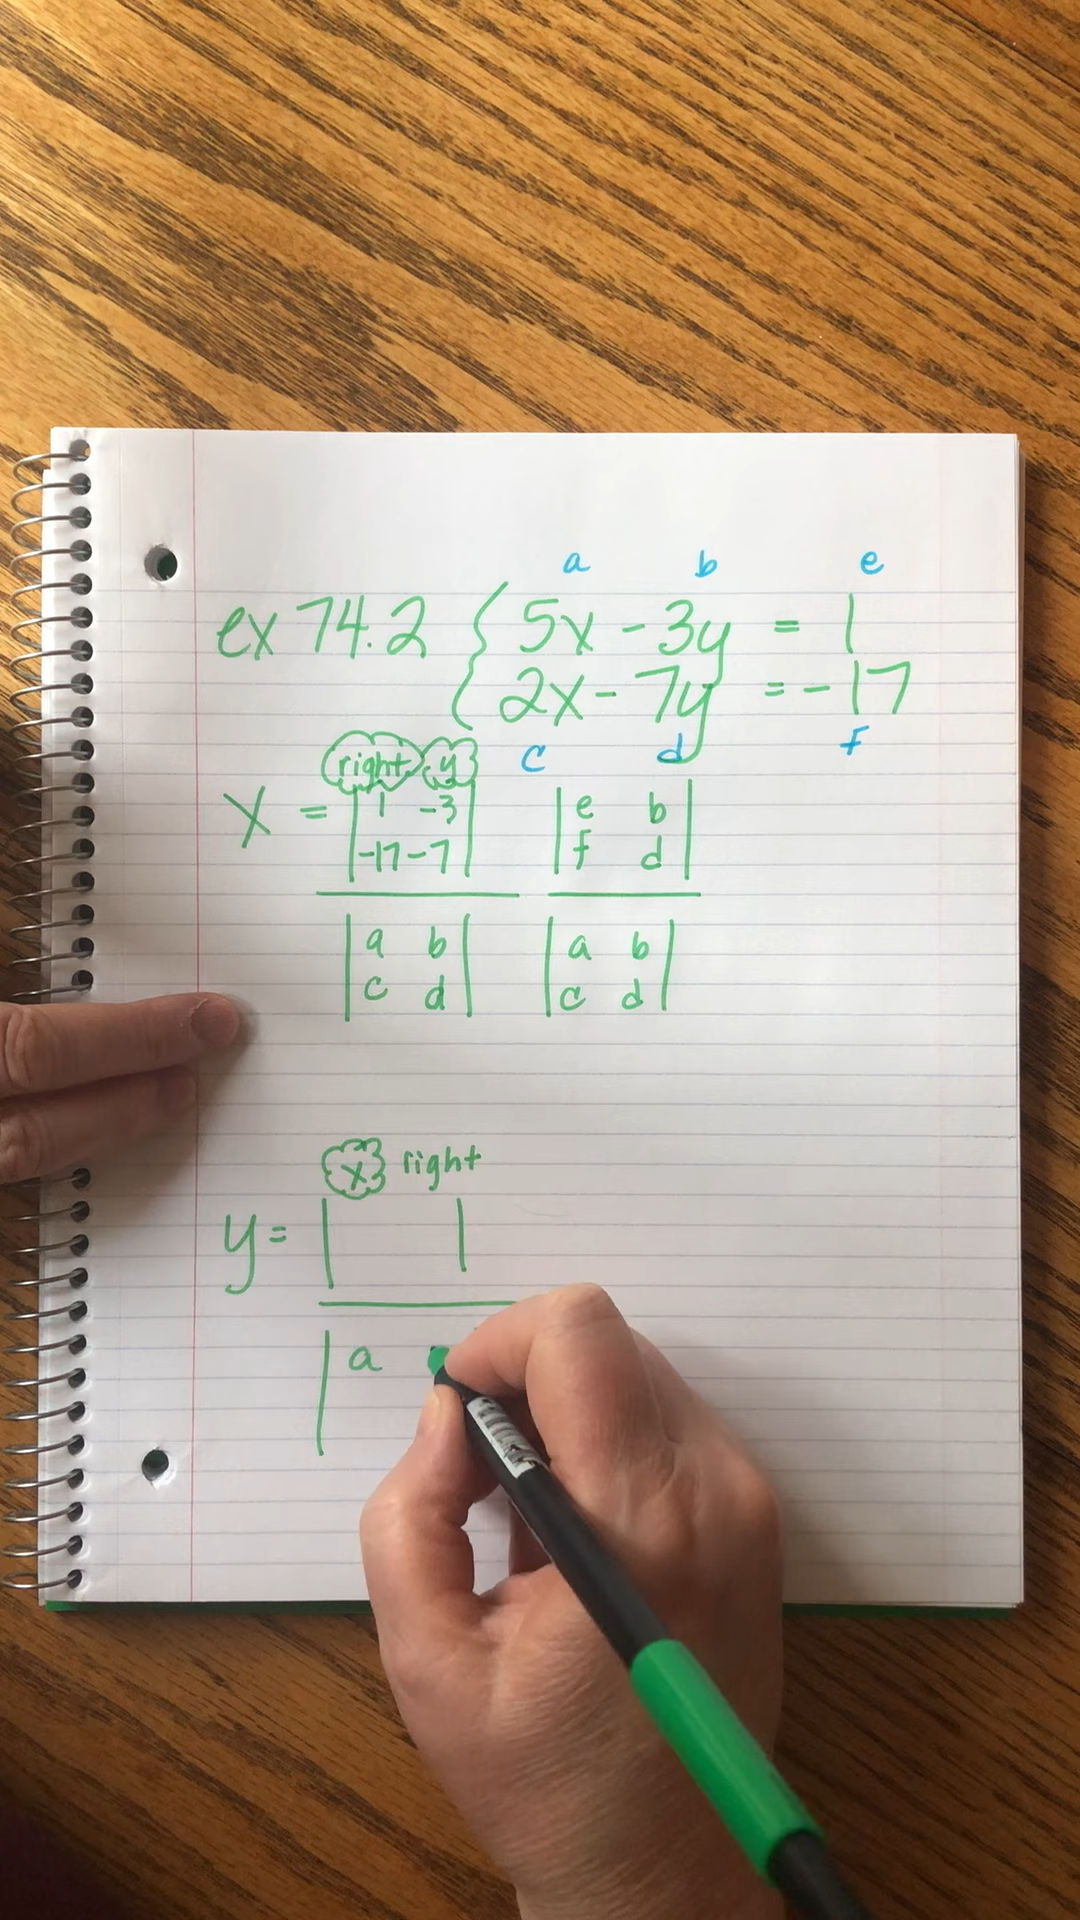 a b e
ex 74.2 { 5x - 3y = 1
2x - 7y = -17
c d f
right y
x = | 1 -3 | | e b |
| -17 -7 | | f d |
| a b | | a b |
| c d | | c d |
x right
y = | |
| a